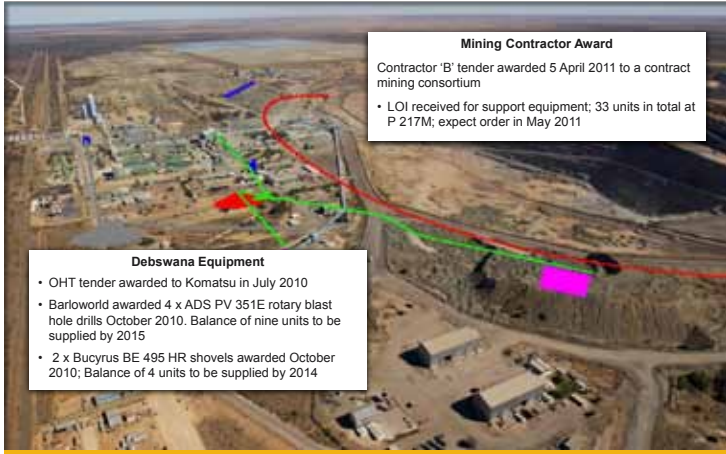 Mining Contractor Award
Contractor ‘B’ tender awarded 5 April 2011 to a contract
mining consortium
• LOI received for support equipment; 33 units in total at
P 217M; expect order in May 2011
Debswana Equipment
• OHT tender awarded to Komatsu in July 2010
• Barloworld awarded 4 x ADS PV 351E rotary blast
hole drills October 2010. Balance of nine units to be
supplied by 2015
• 2 x Bucyrus BE 495 HR shovels awarded October
2010; Balance of 4 units to be supplied by 2014